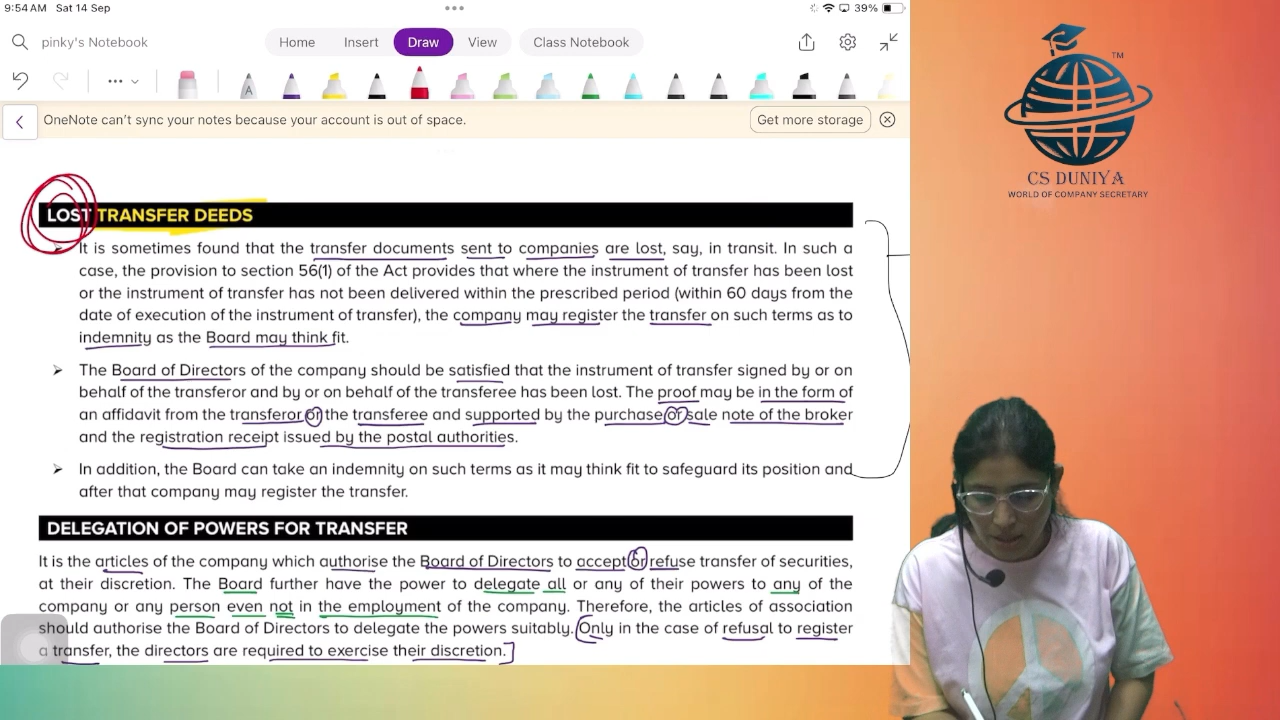 9:54 AM Sat 14 Sep
39%
pinky's Notebook
Home
Insert
Draw
View
Class Notebook
A
OneNote can't sync your notes because your account is out of space.
Get more storage
LOST TRANSFER DEEDS
It is sometimes found that the transfer documents sent to companies are lost, say, in transit. In such a
case, the provision to section 56(1) of the Act provides that where the instrument of transfer has been lost
or the instrument of transfer has not been delivered within the prescribed period (within 60 days from the
date of execution of the instrument of transfer), the company may register the transfer on such terms as to
indemnity as the Board may think fit.
The Board of Directors of the company should be satisfied that the instrument of transfer signed by or on
behalf of the transferor and by or on behalf of the transferee has been lost. The proof may be in the form of
an affidavit from the transferor or the transferee and supported by the purchase or sale note of the broker
and the registration receipt issued by the postal authorities.
In addition, the Board can take an indemnity on such terms as it may think fit to safeguard its position and
after that company may register the transfer.
DELEGATION OF POWERS FOR TRANSFER
It is the articles of the company which authorise the Board of Directors to accept or refuse transfer of securities,
at their discretion. The Board further have the power to delegate all or any of their powers to any of the
company or any person even not in the employment of the company. Therefore, the articles of association
should authorise the Board of Directors to delegate the powers suitably. Only in the case of refusal to register
a transfer, the directors are required to exercise their discretion.
TM
CS DUNIYA
WORLD OF COMPANY SECRETARY